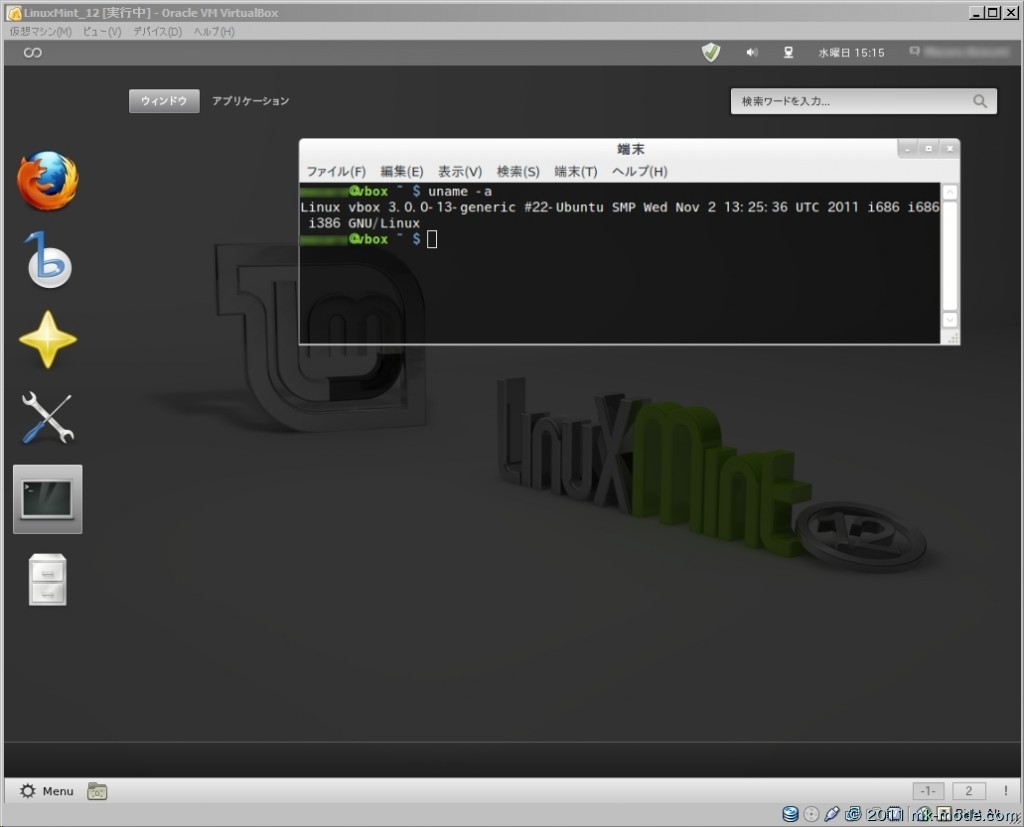 LinuxMint_12 [実行中] - Oracle VM VirtualBox
仮想マシン(M) ビュー(V) デバイス(D) ヘルプ(H)
水曜日 15:15
ウィンドウ アプリケーション
検索ワードを入力...
端末
ファイル(F) 編集(E) 表示(V) 検索(S) 端末(T) ヘルプ(H)
@vbox ~ $ uname -a
Linux vbox 3.0.0-13-generic #22-Ubuntu SMP Wed Nov 2 13:25:36 UTC 2011 i686 i686
i386 GNU/Linux
@vbox ~ $
LinuxMint 12
Menu
-1- 2 !
© 2011 mk-mode.com